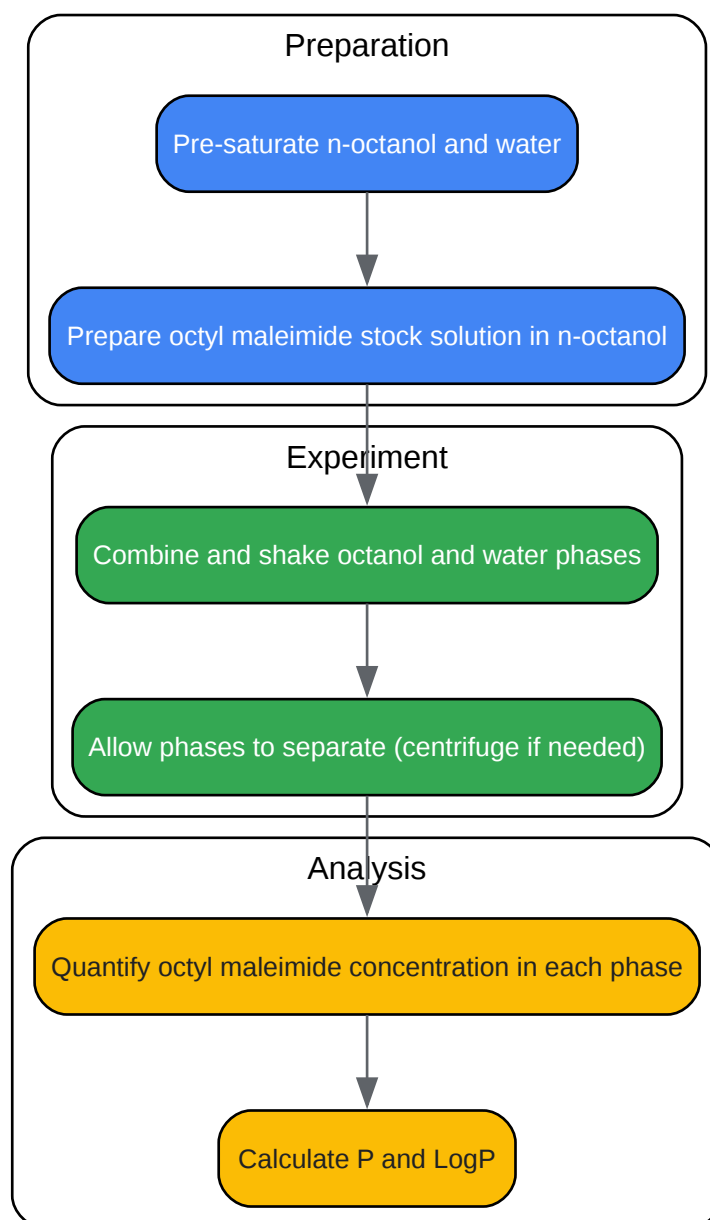 Preparation
Pre-saturate n-octanol and water
Prepare octyl maleimide stock solution in n-octanol
Experiment
Combine and shake octanol and water phases
Allow phases to separate (centrifuge if needed)
Analysis
Quantify octyl maleimide concentration in each phase
Calculate P and LogP